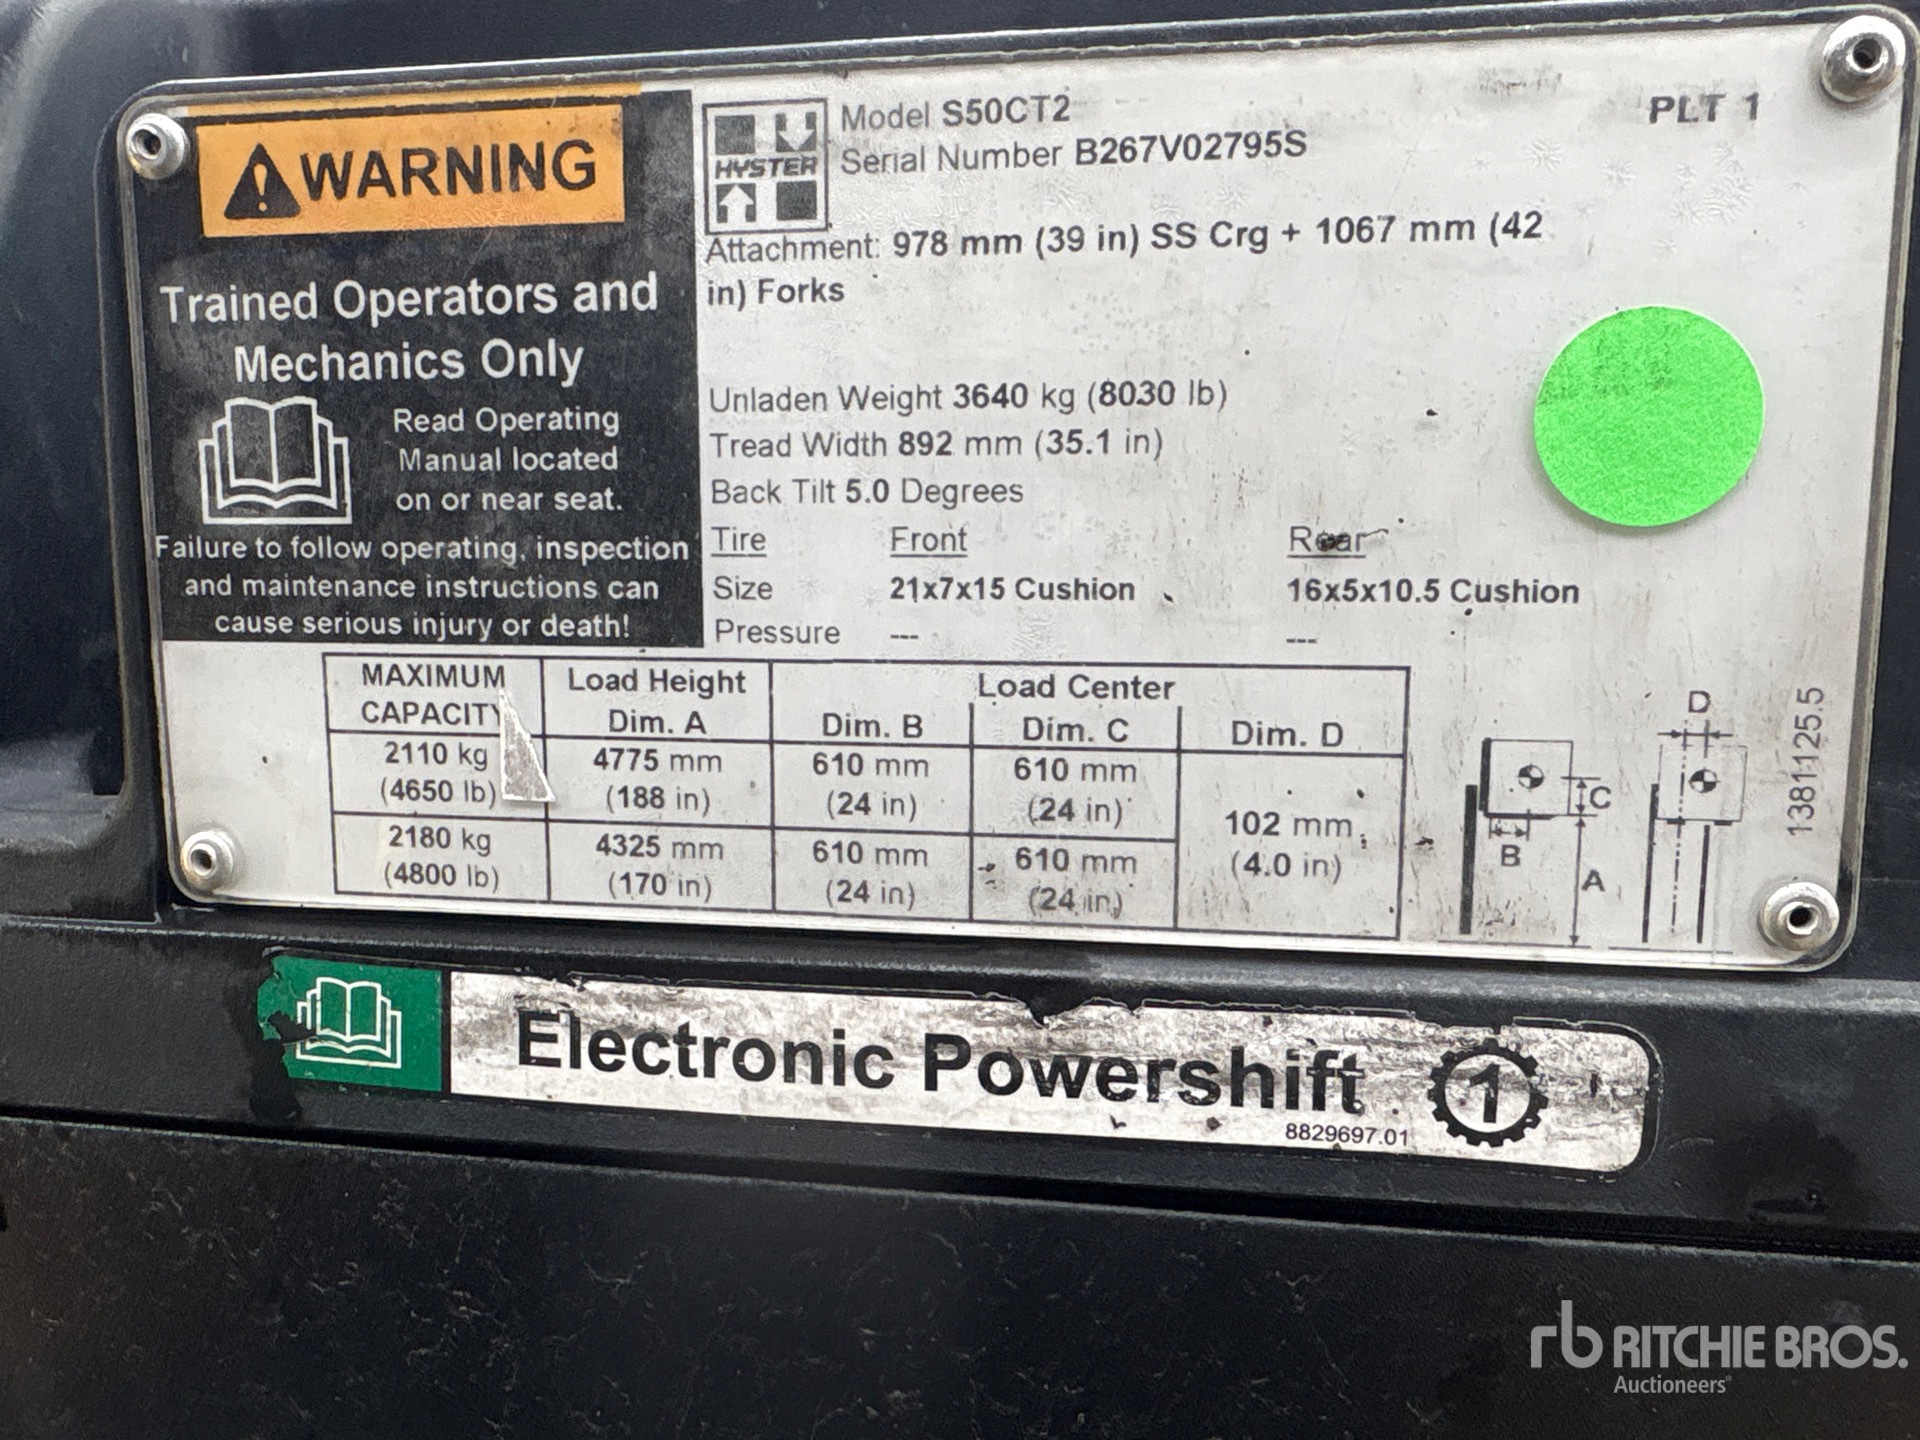 WARNING
Trained Operators and
Mechanics Only
Read Operating
Manual located
on or near seat.
Failure to follow operating, inspection
and maintenance instructions can
cause serious injury or death!
HYSTER
Model S50CT2
Serial Number B267V02795S
PLT 1
Attachment: 978 mm (39 in) SS Crg + 1067 mm (42
in) Forks
Unladen Weight 3640 kg (8030 lb)
Tread Width 892 mm (35.1 in)
Back Tilt 5.0 Degrees
Tire Front Rear
Size 21x7x15 Cushion 16x5x10.5 Cushion
Pressure --- ---
MAXIMUM Load Height Load Center
CAPACITY Dim. A Dim. B Dim. C Dim. D
2110 kg 4775 mm 610 mm 610 mm
(4650 lb) (188 in) (24 in) (24 in)
102 mm
(4.0 in)
2180 kg 4325 mm 610 mm 610 mm
(4800 lb) (170 in) (24 in) (24 in)
D
C
B
A
1381125.5
Electronic Powershift 1
8829697.01
rb RITCHIE BROS.
Auctioneers